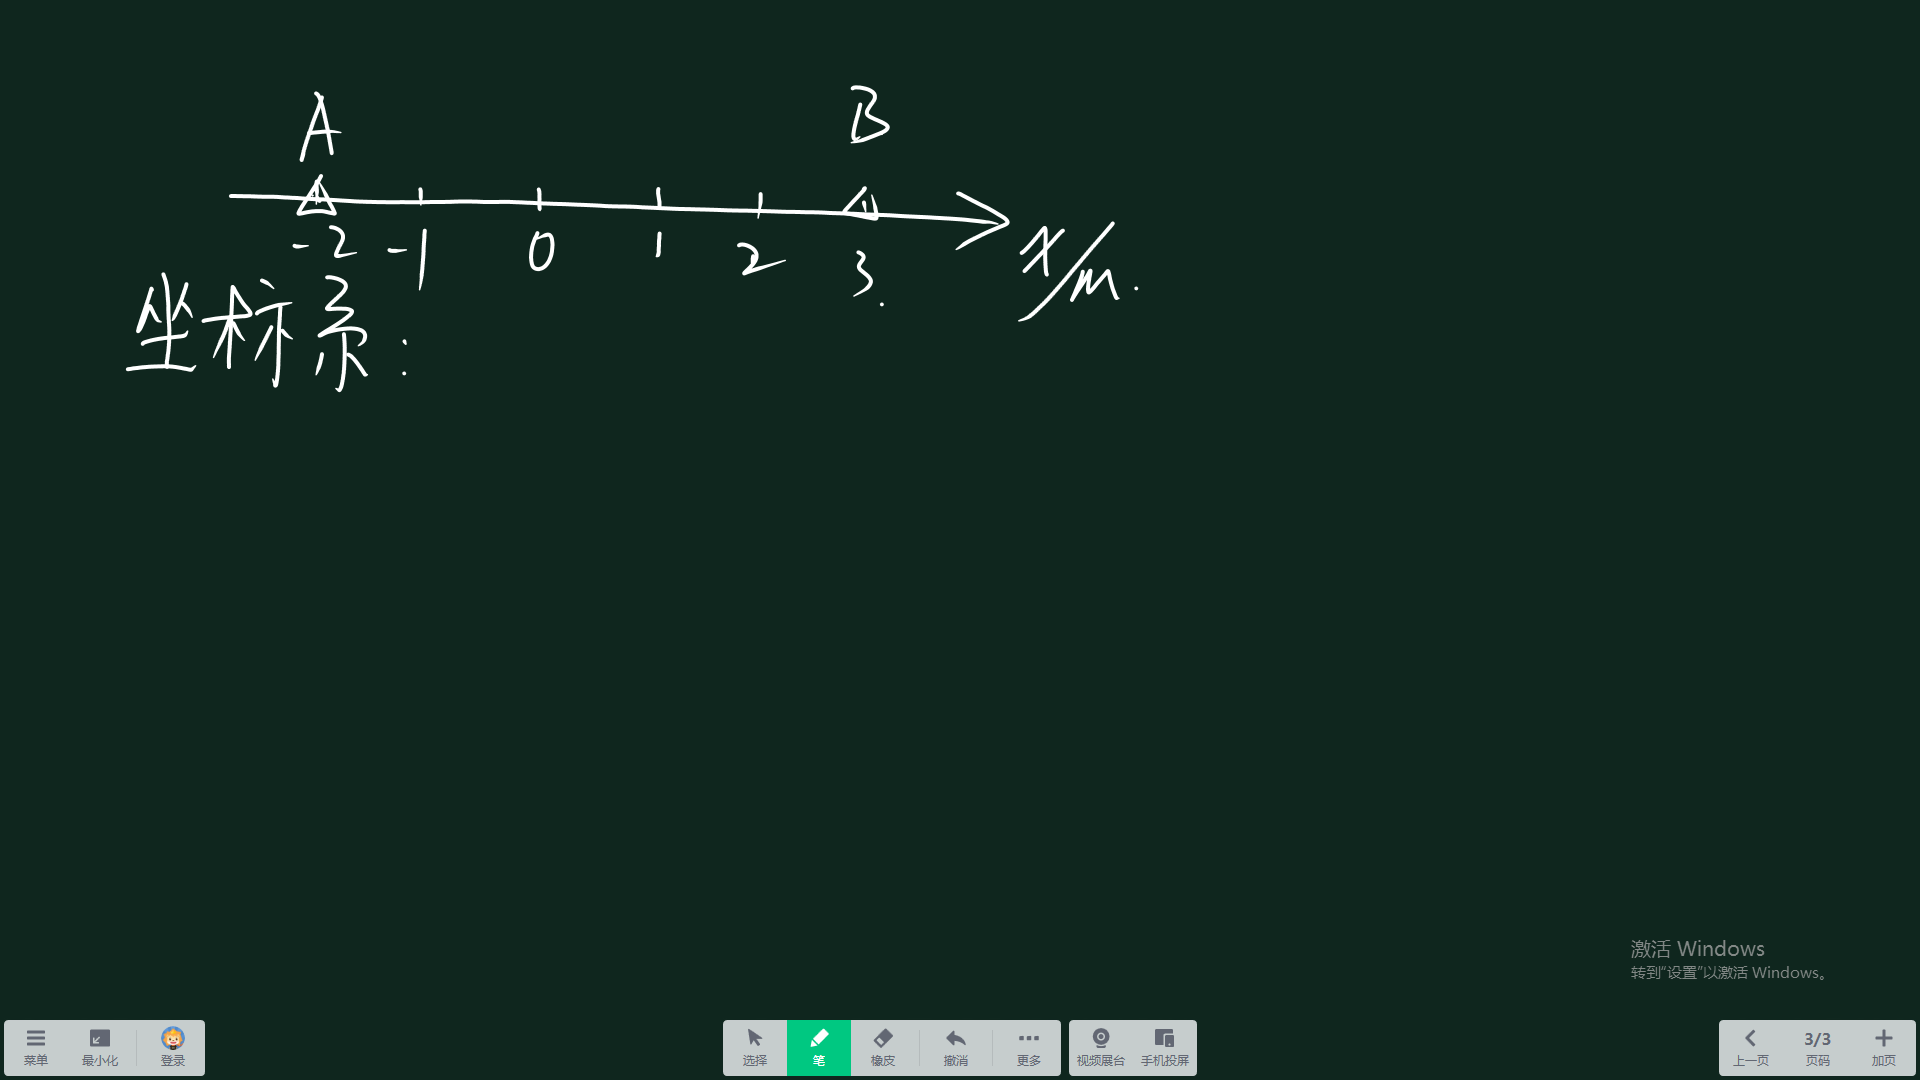 A B
-2 -1 0 1 2 3. x/m.
坐标系:
激活 Windows
转到“设置”以激活 Windows。
菜单 最小化 登录 选择 笔 橡皮 撤消 更多 视频展台 手机投屏 上一页 3/3 页码 加页